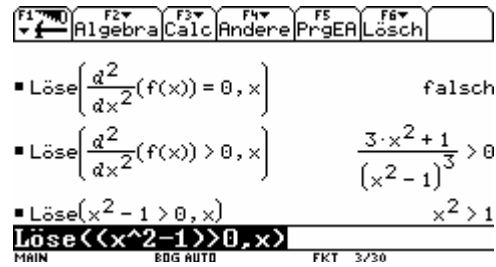 F1 F2 F3 F4 F5 F6
Algebra Calc Andere PrgEA Lösch
▪ Löse(d²/dx²(f(x)) = 0, x) falsch
▪ Löse(d²/dx²(f(x)) > 0, x) (3·x² + 1)/(x² - 1)³ > 0
▪ Löse(x² - 1 > 0, x) x² > 1
Löse((x^2-1)>0,x)
MAIN BOG AUTO FKT 3/30